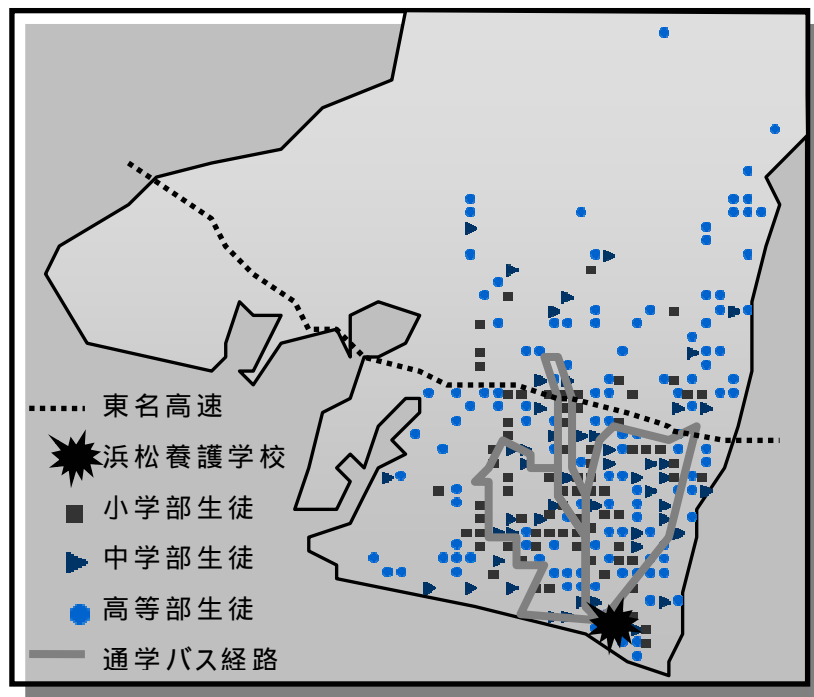 東名高速
浜松養護学校
小学部生徒
中学部生徒
高等部生徒
通学バス経路